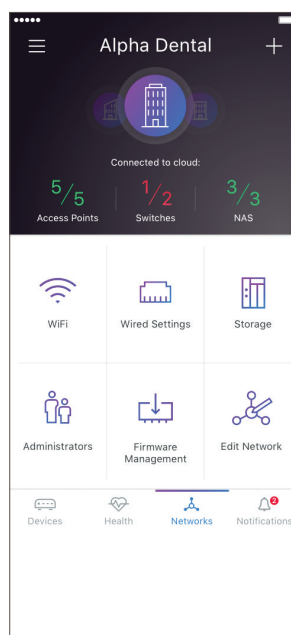 Alpha Dental
Connected to cloud:
5/5 1/2 3/3
Access Points Switches NAS
WiFi Wired Settings Storage
Administrators Firmware Management Edit Network
2
Devices Health Networks Notifications